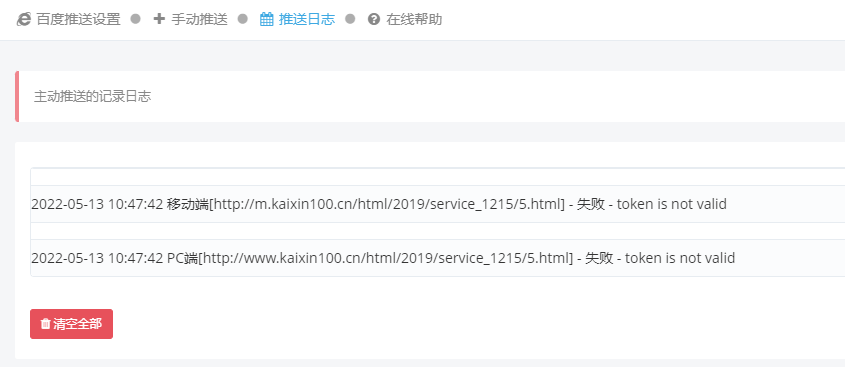 百度推送设置 手动推送 推送日志 在线帮助
主动推送的记录日志
2022-05-13 10:47:42 移动端[http://m.kaixin100.cn/html/2019/service_1215/5.html] - 失败 - token is not valid
2022-05-13 10:47:42 PC端[http://www.kaixin100.cn/html/2019/service_1215/5.html] - 失败 - token is not valid
清空全部